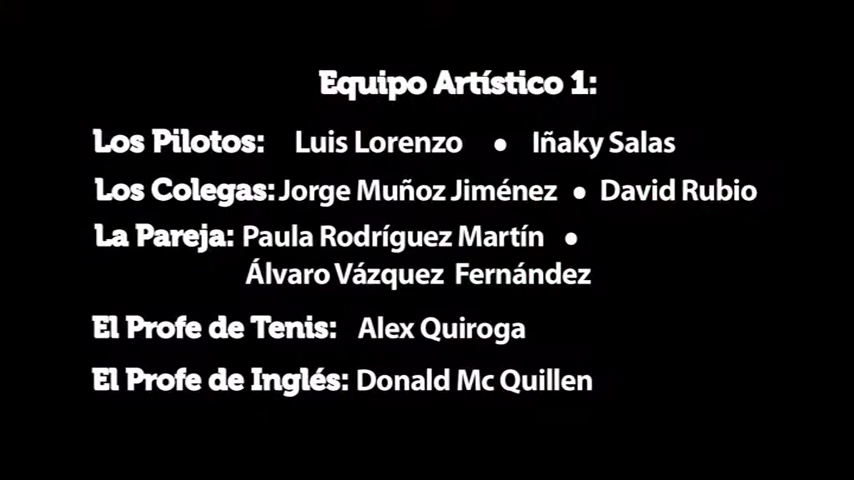 Equipo Artístico 1:
Los Pilotos: Luis Lorenzo • Iñaky Salas
Los Colegas: Jorge Muñoz Jiménez • David Rubio
La Pareja: Paula Rodríguez Martín •
Álvaro Vázquez Fernández
El Profe de Tenis: Alex Quiroga
El Profe de Inglés: Donald Mc Quillen